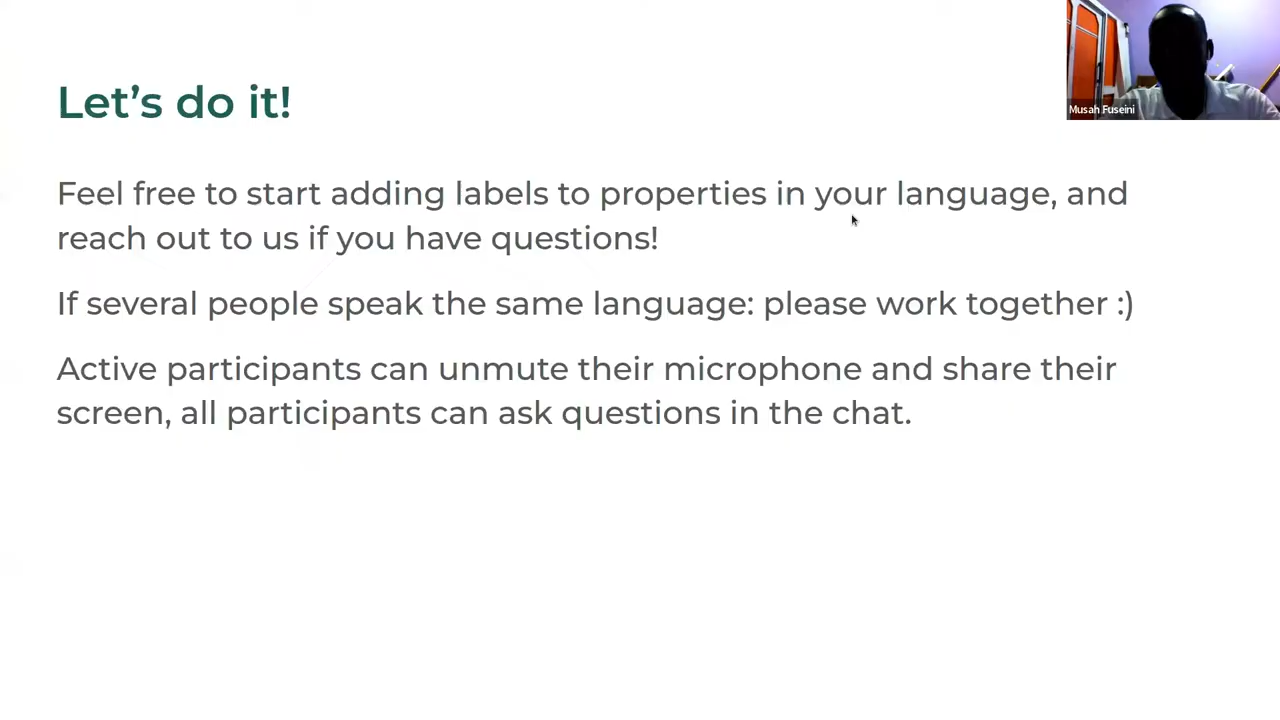 Let’s do it!
Musah Fuseini
Feel free to start adding labels to properties in your language, and
reach out to us if you have questions!
If several people speak the same language: please work together :)
Active participants can unmute their microphone and share their
screen, all participants can ask questions in the chat.